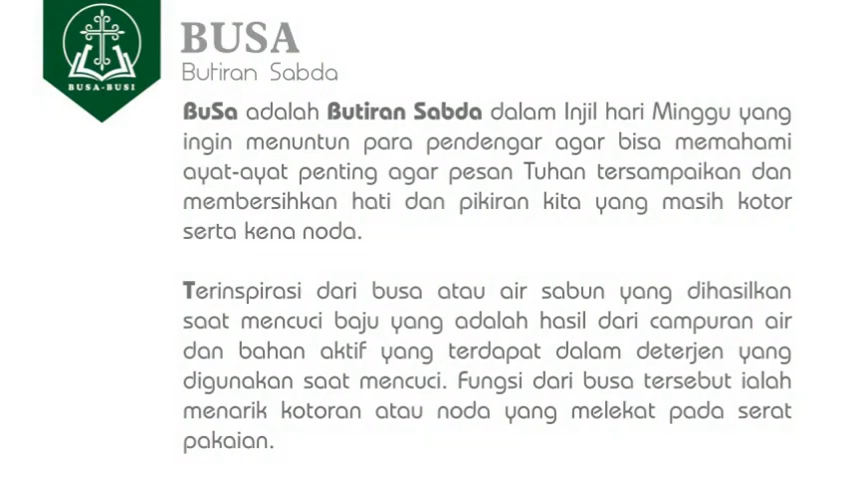 BUSA-BUSI
BUSA
Butiran Sabda
BuSa adalah Butiran Sabda dalam Injil hari Minggu yang
ingin menuntun para pendengar agar bisa memahami
ayat-ayat penting agar pesan Tuhan tersampaikan dan
membersihkan hati dan pikiran kita yang masih kotor
serta kena noda.
Terinspirasi dari busa atau air sabun yang dihasilkan
saat mencuci baju yang adalah hasil dari campuran air
dan bahan aktif yang terdapat dalam deterjen yang
digunakan saat mencuci. Fungsi dari busa tersebut ialah
menarik kotoran atau noda yang melekat pada serat
pakaian.